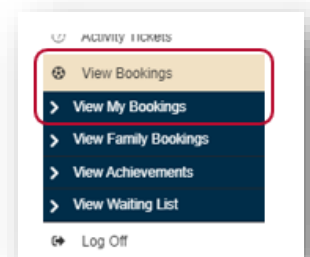 Activity Tickets
View Bookings
View My Bookings
View Family Bookings
View Achievements
View Waiting List
Log Off